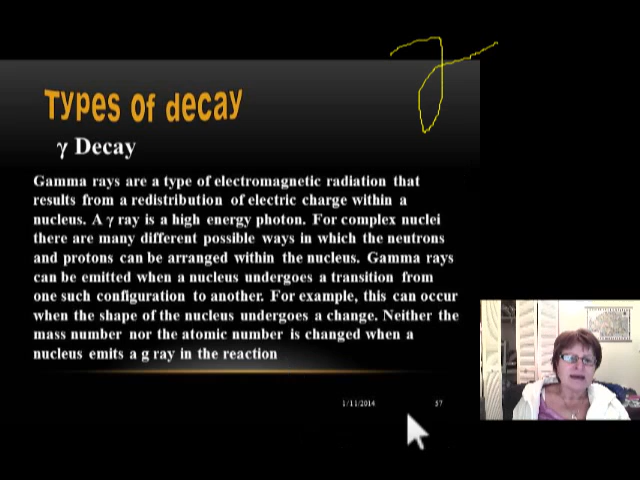 Types of decay
γ Decay
Gamma rays are a type of electromagnetic radiation that
results from a redistribution of electric charge within a
nucleus. A γ ray is a high energy photon. For complex nuclei
there are many different possible ways in which the neutrons
and protons can be arranged within the nucleus. Gamma rays
can be emitted when a nucleus undergoes a transition from
one such configuration to another. For example, this can occur
when the shape of the nucleus undergoes a change. Neither the
mass number nor the atomic number is changed when a
nucleus emits a g ray in the reaction
1/11/2014 57